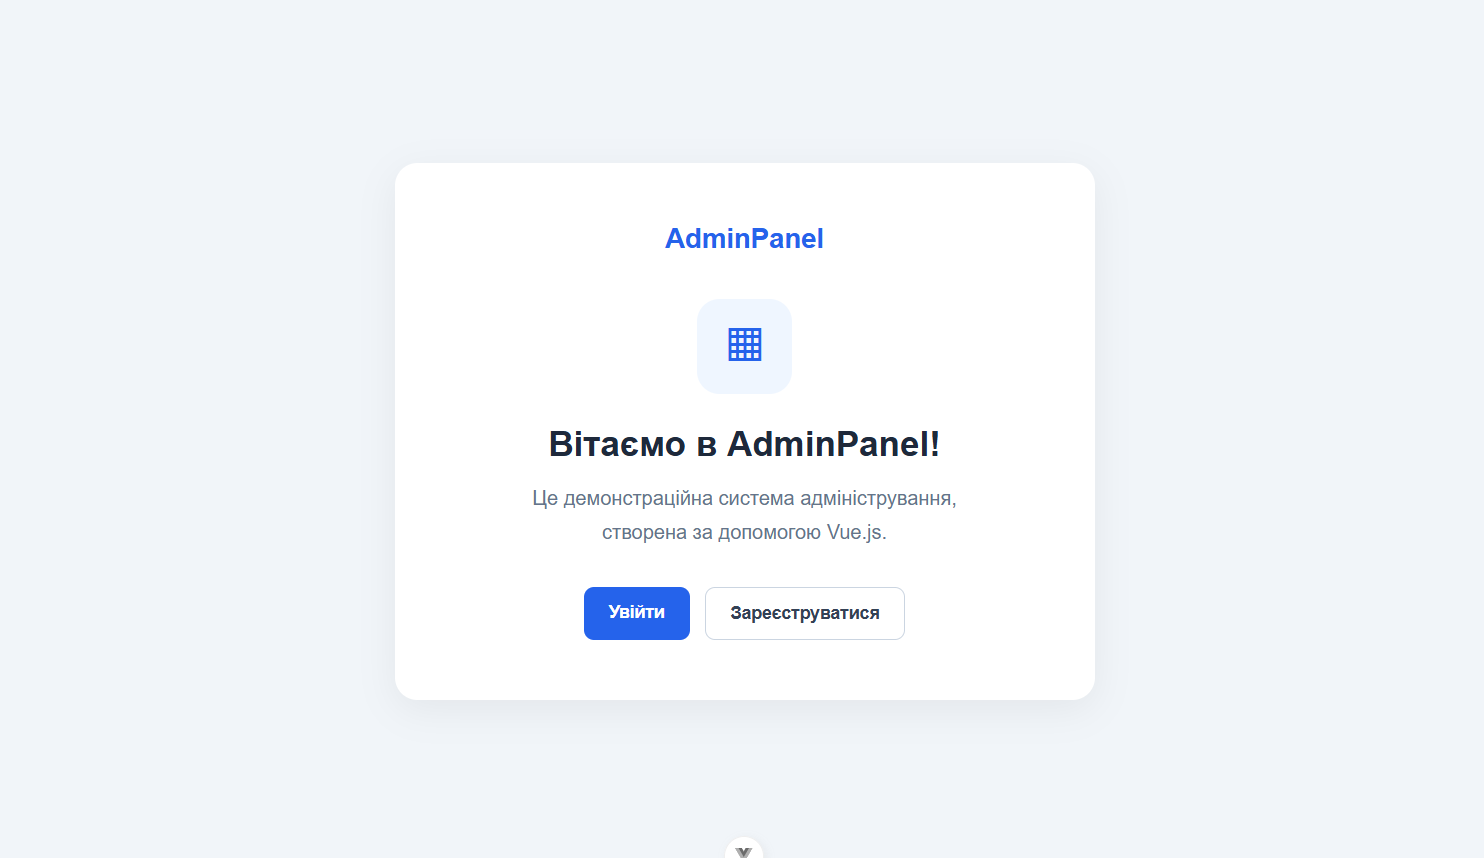 AdminPanel
Вітаємо в AdminPanel!
Це демонстраційна система адміністрування,
створена за допомогою Vue.js.
Увійти
Зареєструватися